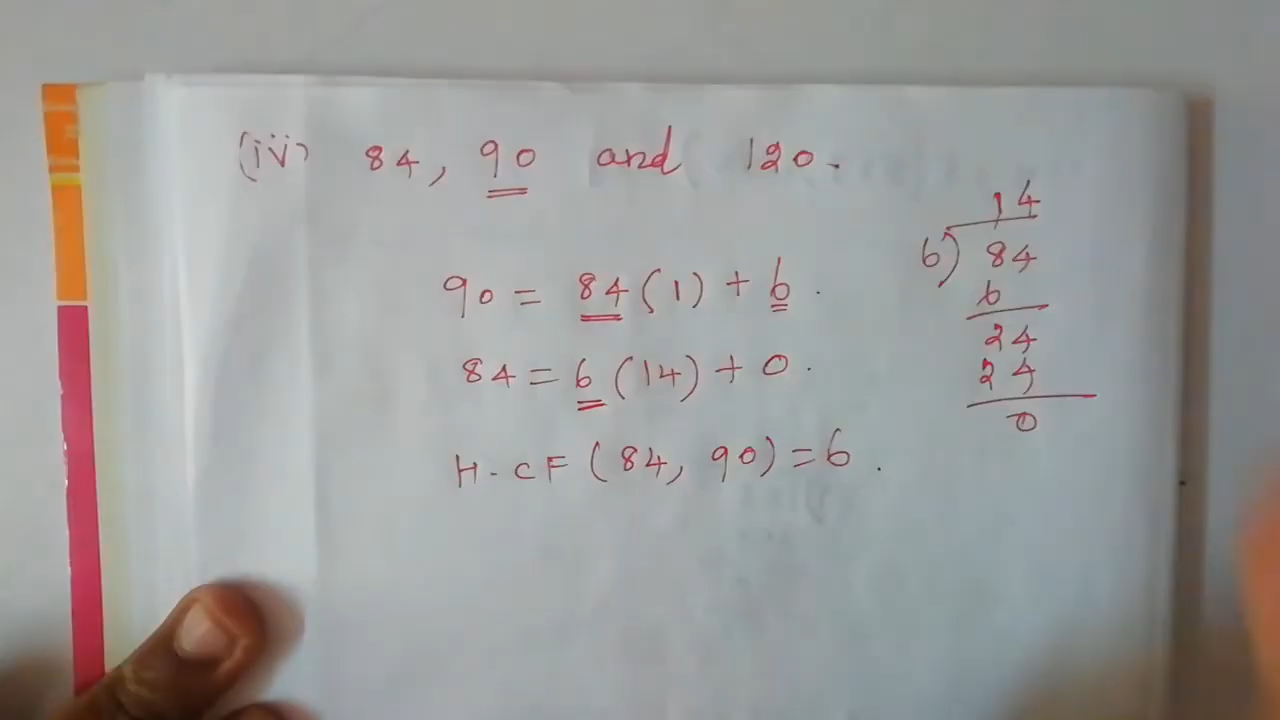 (iv) 84, 90 and 120.
90 = 84(1) + 6.
84 = 6(14) + 0.
H-CF(84, 90) = 6.
14
6)84
6
24
24
0